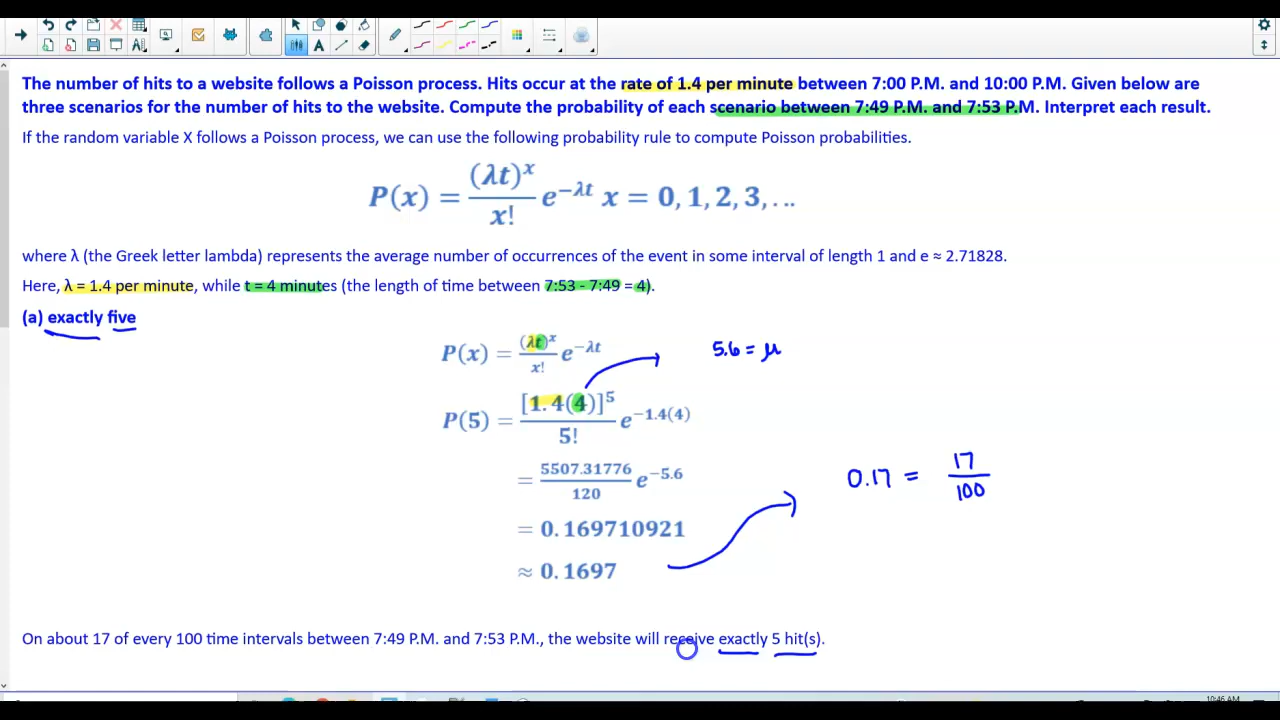 The number of hits to a website follows a Poisson process. Hits occur at the rate of 1.4 per minute between 7:00 P.M. and 10:00 P.M. Given below are
three scenarios for the number of hits to the website. Compute the probability of each scenario between 7:49 P.M. and 7:53 P.M. Interpret each result.
If the random variable X follows a Poisson process, we can use the following probability rule to compute Poisson probabilities.
P(x) = (λt)^x / x! e^−λt x = 0, 1, 2, 3, ...
where λ (the Greek letter lambda) represents the average number of occurrences of the event in some interval of length 1 and e ≈ 2.71828.
Here, λ = 1.4 per minute, while t = 4 minutes (the length of time between 7:53 - 7:49 = 4).
(a) exactly five
P(x) = (λt)^x / x! e^−λt
5.6 = μ
P(5) = [1.4(4)]^5 / 5! e^−1.4(4)
= 5507.31776 / 120 e^−5.6
0.17 = 17 / 100
= 0.169710921
≈ 0.1697
On about 17 of every 100 time intervals between 7:49 P.M. and 7:53 P.M., the website will receive exactly 5 hit(s).
10:46 AM